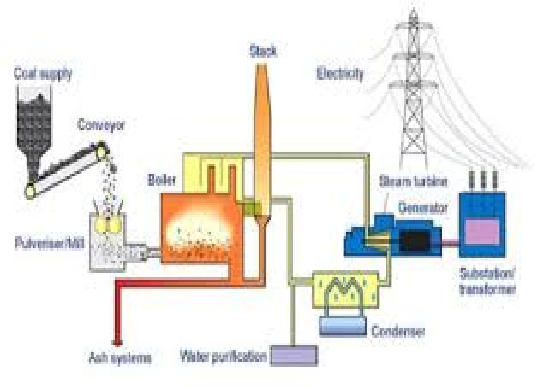 Stack
Coal supply
Electricity
Conveyor
Boiler
Steam turbine
Generator
Pulveriser/Mill
Substation/
transformer
Condenser
Ash systems
Water purification